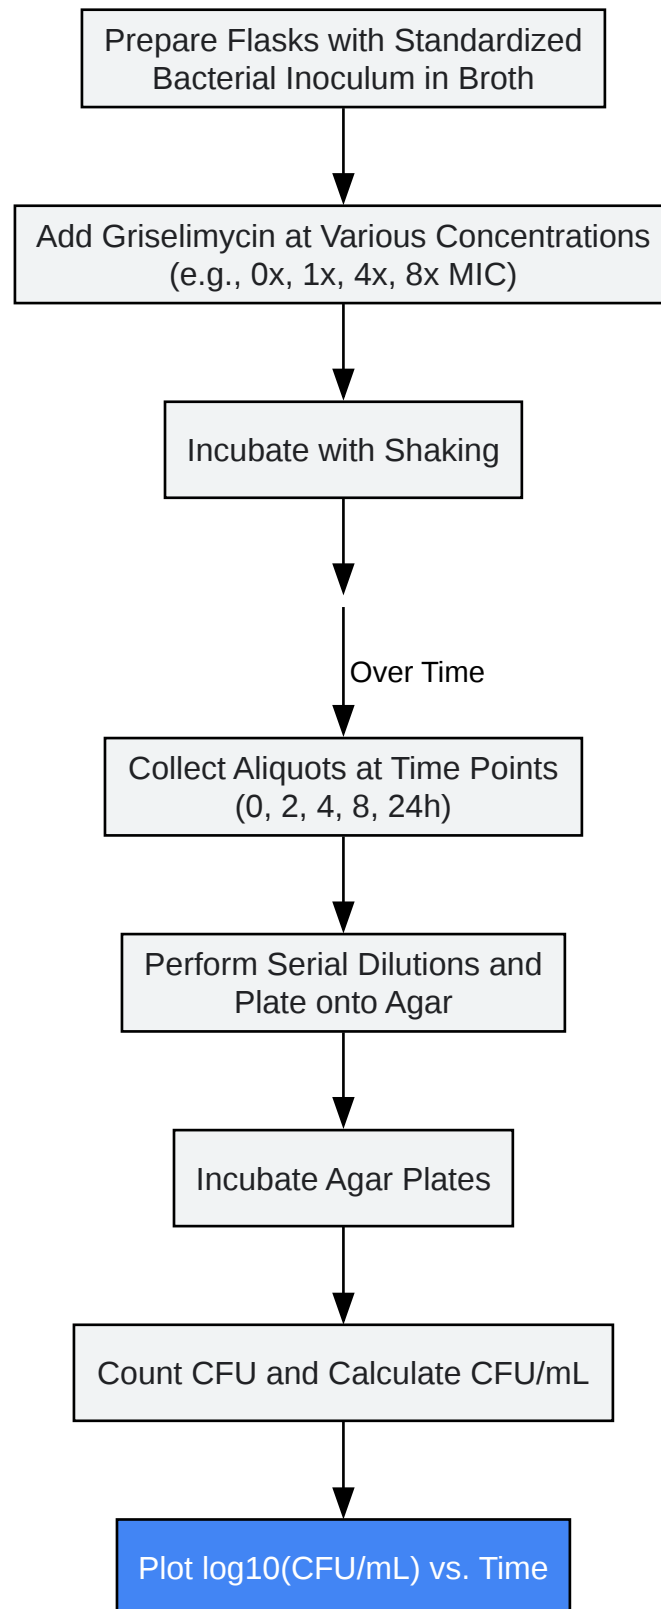 Prepare Flasks with Standardized
Bacterial Inoculum in Broth
Add Griselimycin at Various Concentrations
(e.g., 0x, 1x, 4x, 8x MIC)
Incubate with Shaking
Over Time
Collect Aliquots at Time Points
(0, 2, 4, 8, 24h)
Perform Serial Dilutions and
Plate onto Agar
Incubate Agar Plates
Count CFU and Calculate CFU/mL
Plot log10(CFU/mL) vs. Time